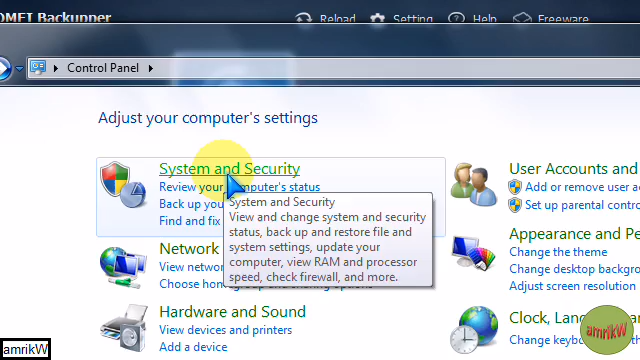 OMEI Backupper
Reload
Setting
Help
Freeware
Control Panel
Adjust your computer's settings
System and Security
Review your computer's status
Back up you
Find and fix
System and Security
View and change system and security
status, back up and restore file and
system settings, update your
computer, view RAM and processor
speed, check firewall, and more.
Network
View netwo
Choose home
Hardware and Sound
View devices and printers
Add a device
User Accounts and
Add or remove user a
Set up parental contro
Appearance and Pe
Change the theme
Change desktop backgro
Adjust screen resolution
Clock, Lan
Change keyb
amrikW
amrikW